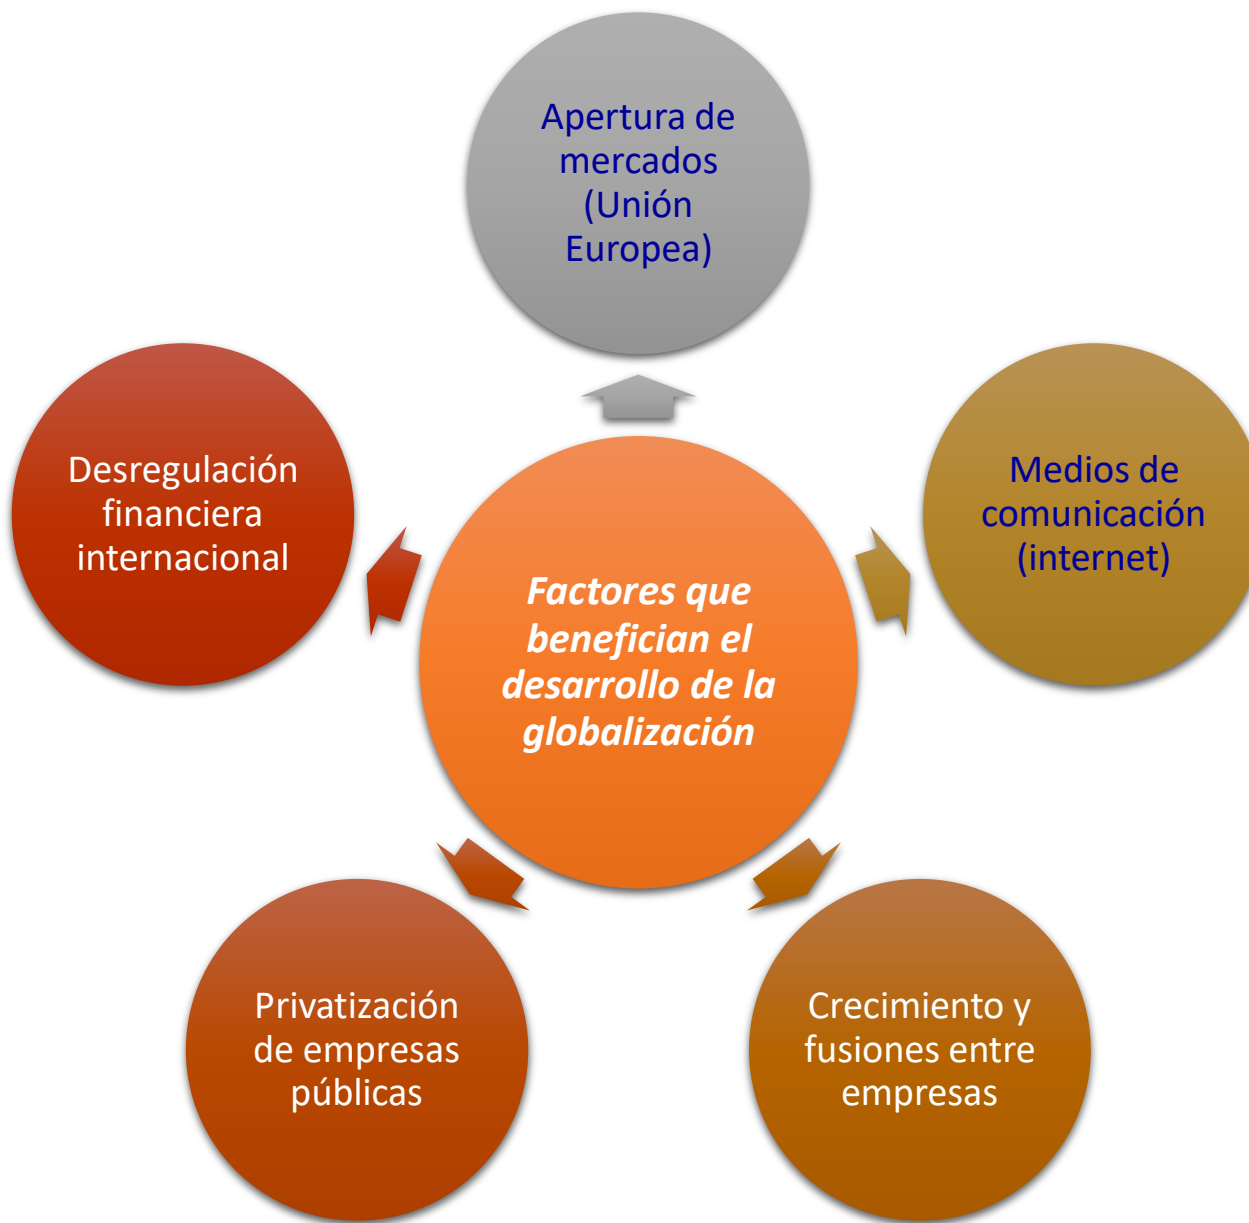 Apertura de
mercados
(Unión
Europea)
Desregulación
financiera
internacional
Medios de
comunicación
(internet)
Factores que
benefician el
desarrollo de la
globalización
Privatización
de empresas
públicas
Crecimiento y
fusiones entre
empresas